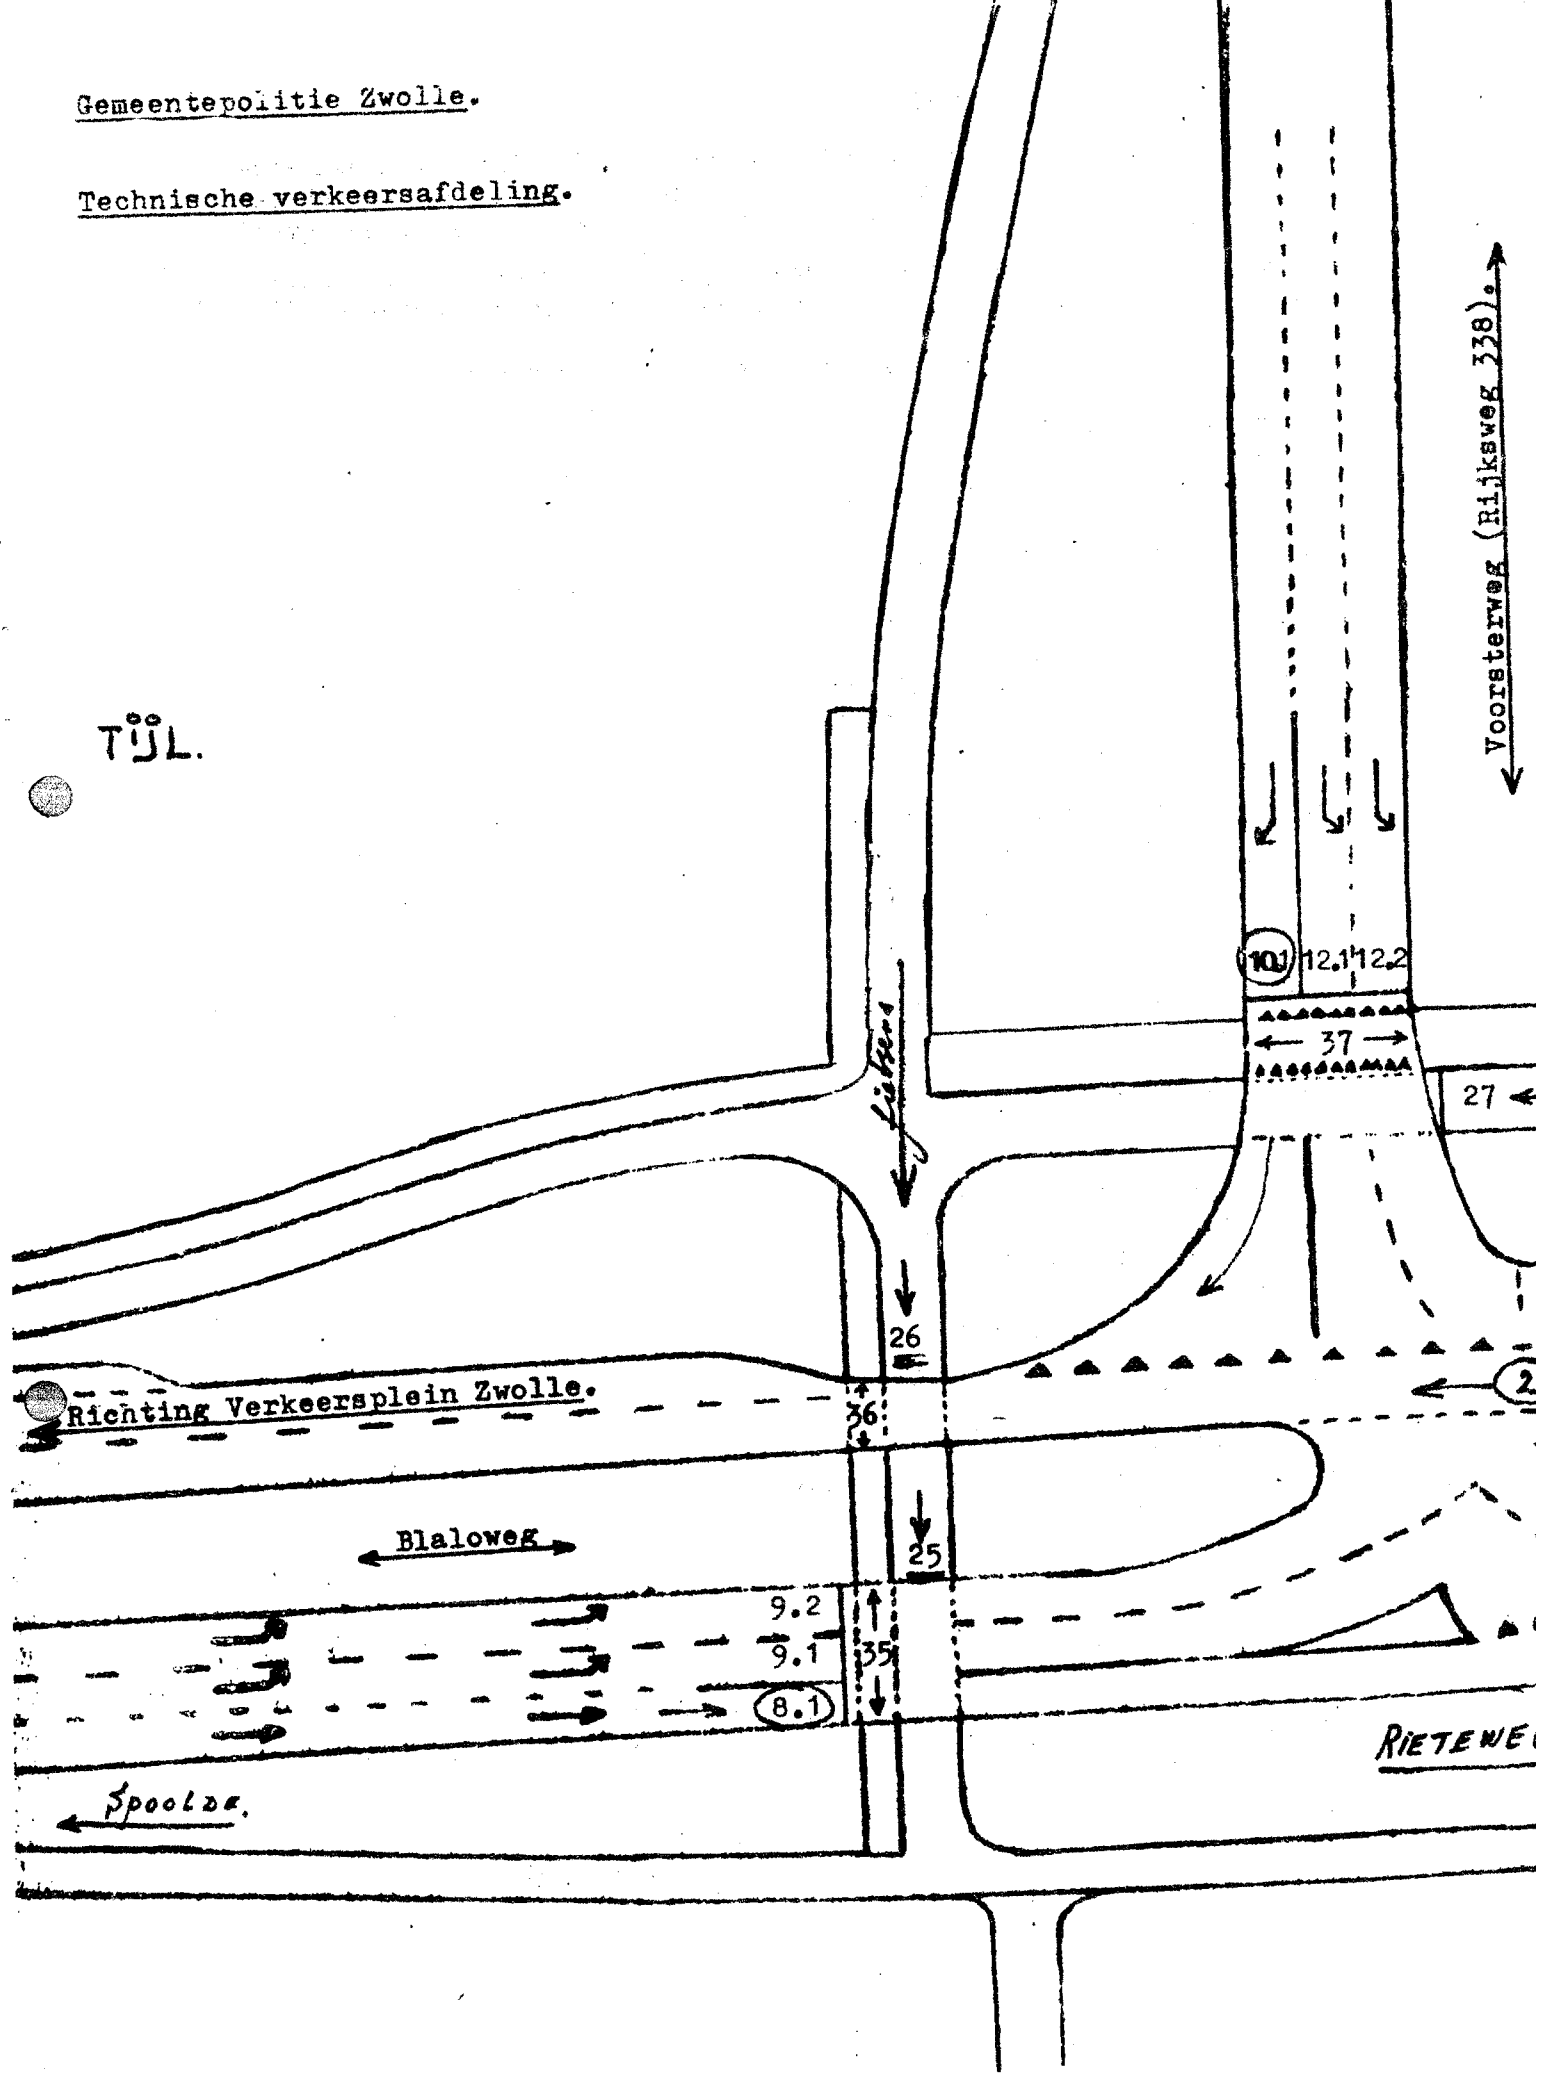 Gemeentepolitie Zwolle.
Technische verkeersafdeling.
Voorsterweg (Rijksweg 338).
TIJL.
10.1 12.1 12.2
37
27
fietsers
26
2
Richting Verkeersplein Zwolle.
36
Blaloweg
25
9.2
9.1
35
8.1
RIETEWE
Spoolde.